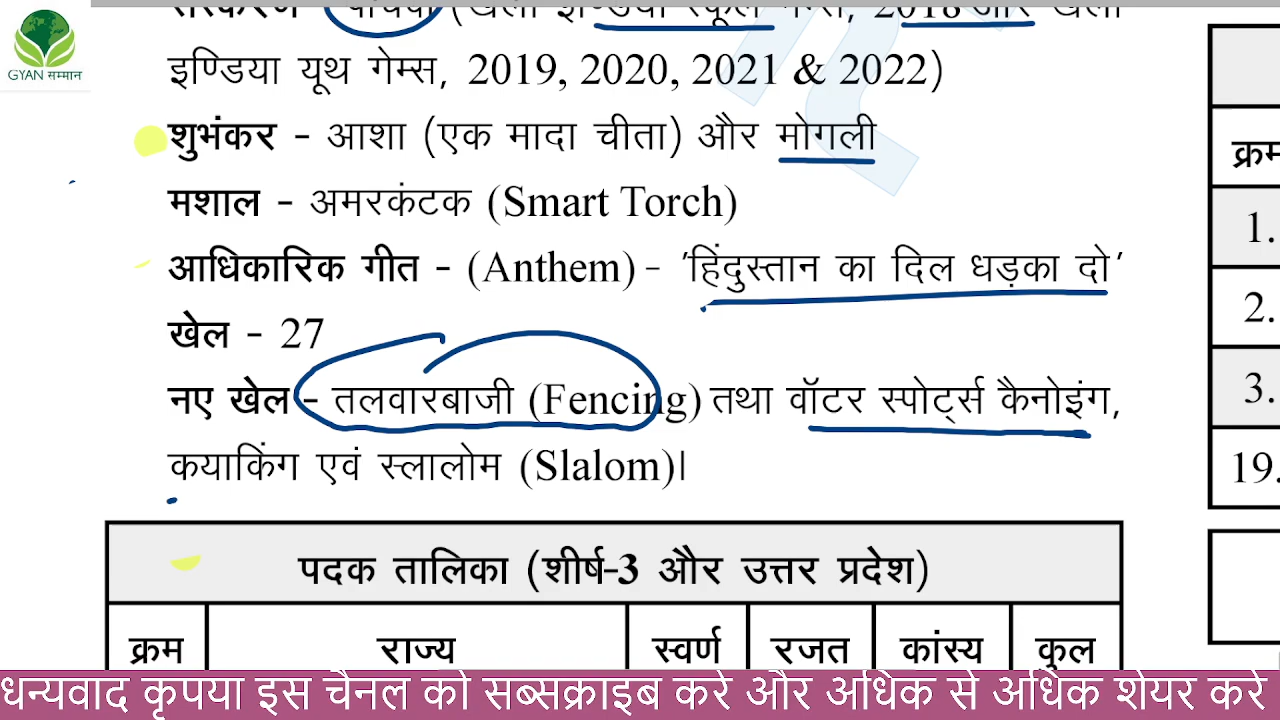 GYAN सम्मान
(खेलो इण्डिया स्कूल गेम्स, 2018 और खेलो
इण्डिया यूथ गेम्स, 2019, 2020, 2021 & 2022)
शुभंकर - आशा (एक मादा चीता) और मोगली
मशाल - अमरकंटक (Smart Torch)
आधिकारिक गीत - (Anthem) - 'हिंदुस्तान का दिल धड़का दो'
खेल - 27
नए खेल - तलवारबाजी (Fencing) तथा वॉटर स्पोर्ट्स कैनोइंग,
कयाकिंग एवं स्लालोम (Slalom)।
पदक तालिका (शीर्ष-3 और उत्तर प्रदेश)
क्रम राज्य स्वर्ण रजत कांस्य कुल
1.
2.
3.
19.
धन्यवाद कृपया इस चैनल को सब्सक्राइब करे और अधिक से अधिक शेयर करे